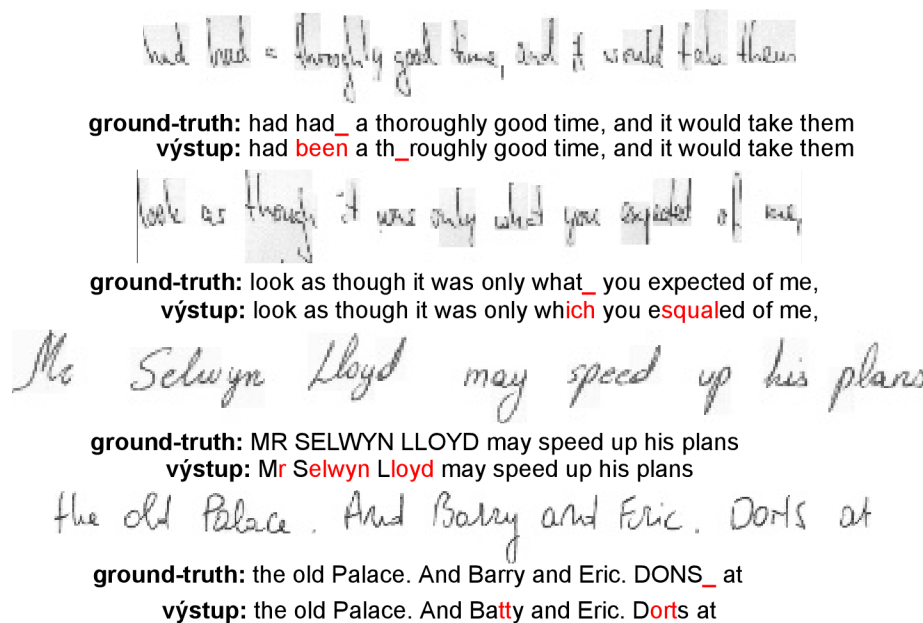 had had a throughly good time, and it would take them
ground-truth: had had_ a thoroughly good time, and it would take them
výstup: had been a th_roughly good time, and it would take them
look as though it was only what you expected of me,
ground-truth: look as though it was only what_ you expected of me,
výstup: look as though it was only which you esqualed of me,
Mr Selwyn Lloyd may speed up his plans
ground-truth: MR SELWYN LLOYD may speed up his plans
výstup: Mr Selwyn Lloyd may speed up his plans
the old Palace. And Barry and Eric. Dorts at
ground-truth: the old Palace. And Barry and Eric. DONS_ at
výstup: the old Palace. And Batty and Eric. Dorts at